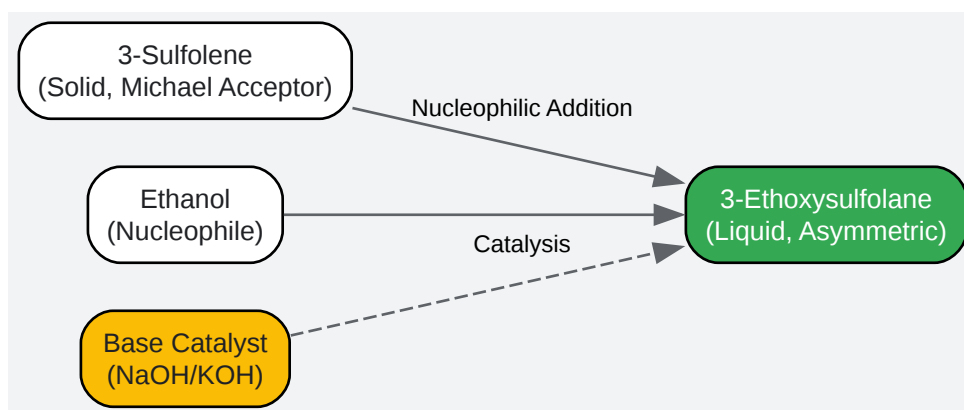 3-Sulfolene
(Solid, Michael Acceptor)
Nucleophilic Addition
Ethanol
(Nucleophile)
3-Ethoxysulfolane
(Liquid, Asymmetric)
Catalysis
Base Catalyst
(NaOH/KOH)